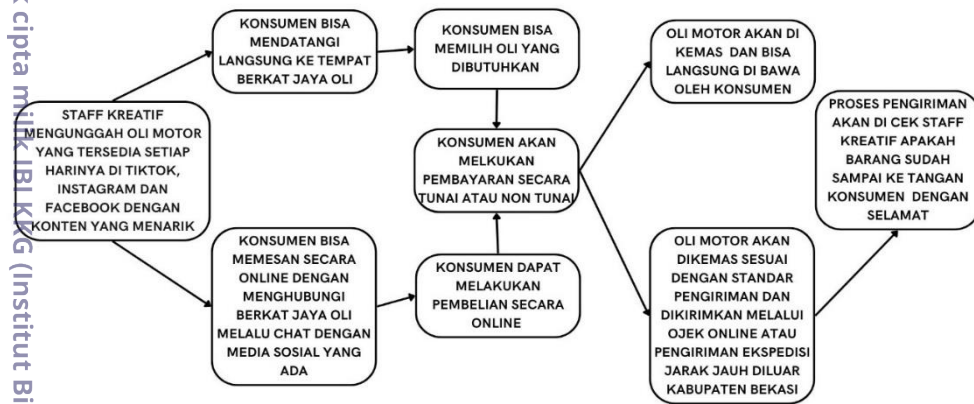 k cipta milik IBI KKG (Institut Bi
STAFF KREATIF
MENGUNGGAH OLI MOTOR
YANG TERSEDIA SETIAP
HARINYA DI TIKTOK,
INSTAGRAM DAN
FACEBOOK DENGAN
KONTEN YANG MENARIK
KONSUMEN BISA
MENDATANGI
LANGSUNG KE TEMPAT
BERKAT JAYA OLI
KONSUMEN BISA
MEMILIH OLI YANG
DIBUTUHKAN
KONSUMEN BISA
MEMESAN SECARA
ONLINE DENGAN
MENGHUBUNGI
BERKAT JAYA OLI
MELALU CHAT DENGAN
MEDIA SOSIAL YANG
ADA
KONSUMEN DAPAT
MELAKUKAN
PEMBELIAN SECARA
ONLINE
KONSUMEN AKAN
MELKUKAN
PEMBAYARAN SECARA
TUNAI ATAU NON TUNAI
OLI MOTOR AKAN DI
KEMAS DAN BISA
LANGSUNG DI BAWA
OLEH KONSUMEN
OLI MOTOR AKAN
DIKEMAS SESUAI
DENGAN STANDAR
PENGIRIMAN DAN
DIKIRIMKAN MELALUI
OJEK ONLINE ATAU
PENGIRIMAN EKSPEDISI
JARAK JAUH DILUAR
KABUPATEN BEKASI
PROSES PENGIRIMAN
AKAN DI CEK STAFF
KREATIF APAKAH
BARANG SUDAH
SAMPAI KE TANGAN
KONSUMEN DENGAN
SELAMAT